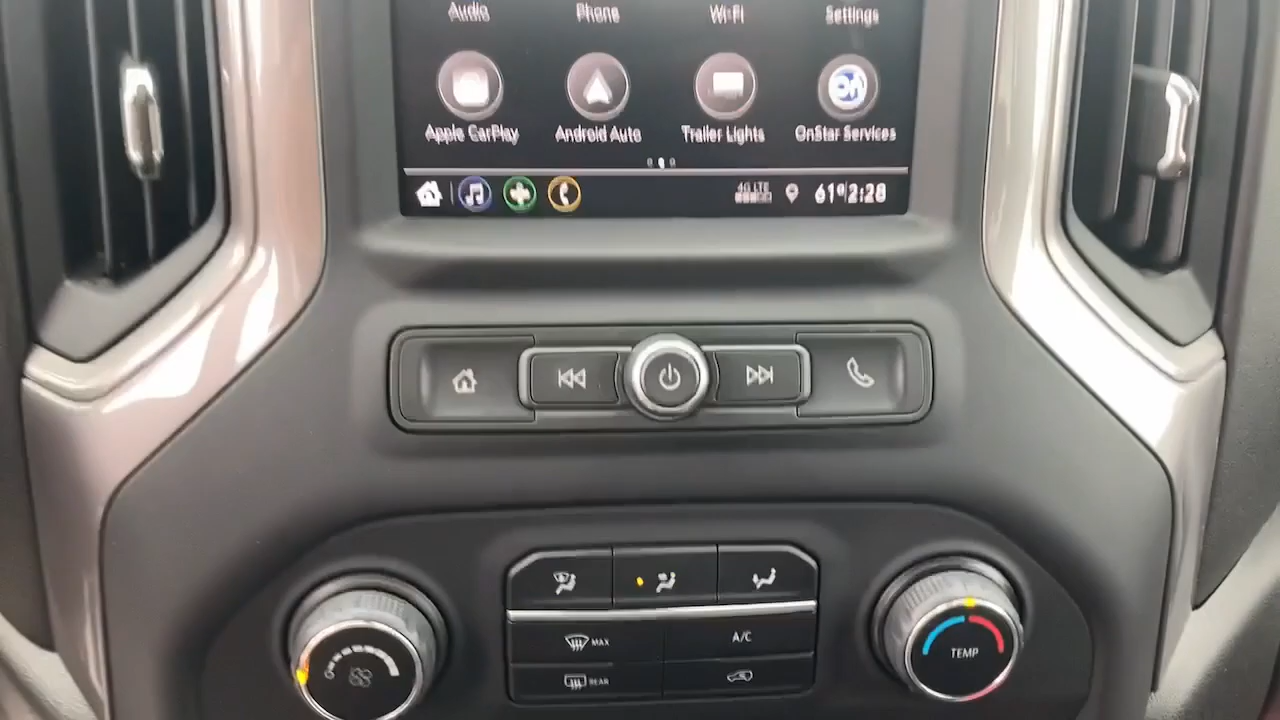 Audio Phone Wi-Fi Settings
Apple CarPlay Android Auto Trailer Lights OnStar Services
4G LTE 61° 2:28
MAX A/C
REAR
TEMP